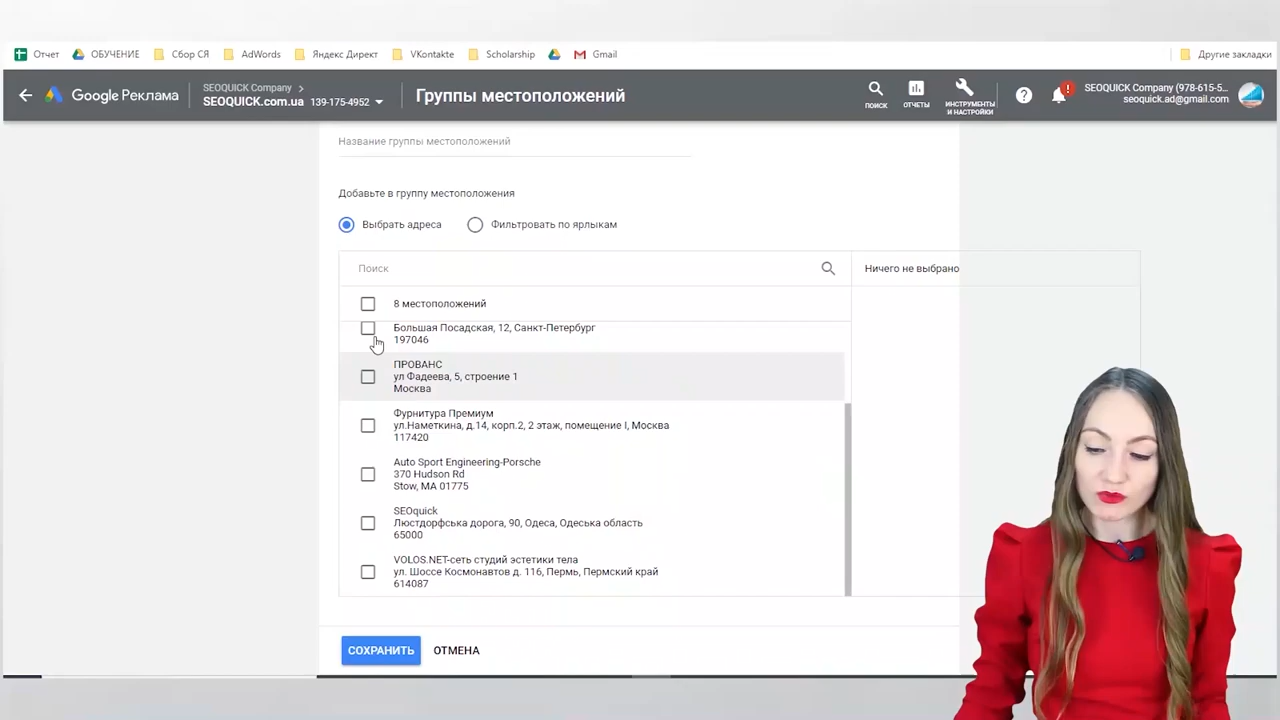 Отчет
ОБУЧЕНИЕ
Сбор СЯ
AdWords
Яндекс Директ
VKontakte
Scholarship
Gmail
Другие закладки
Google Реклама
SEOQUICK Company
SEOQUICK.com.ua 139-175-4952
Группы местоположений
ПОИСК
ОТЧЕТЫ
ИНСТРУМЕНТЫ
И НАСТРОЙКИ
?
!
SEOQUICK Company (978-615-5...
seoquick.ad@gmail.com
Название группы местоположений
Добавьте в группу местоположения
Выбрать адреса
Фильтровать по ярлыкам
Поиск
Ничего не выбрано
8 местоположений
Большая Посадская, 12, Санкт-Петербург
197046
ПРОВАНС
ул Фадеева, 5, строение 1
Москва
Фурнитура Премиум
ул.Наметкина, д.14, корп.2, 2 этаж, помещение I, Москва
117420
Auto Sport Engineering-Porsche
370 Hudson Rd
Stow, MA 01775
SEOquick
Люстдорфська дорога, 90, Одеса, Одеська область
65000
VOLOS.NET-сеть студий эстетики тела
ул. Шоссе Космонавтов д. 116, Пермь, Пермский край
614087
СОХРАНИТЬ
ОТМЕНА